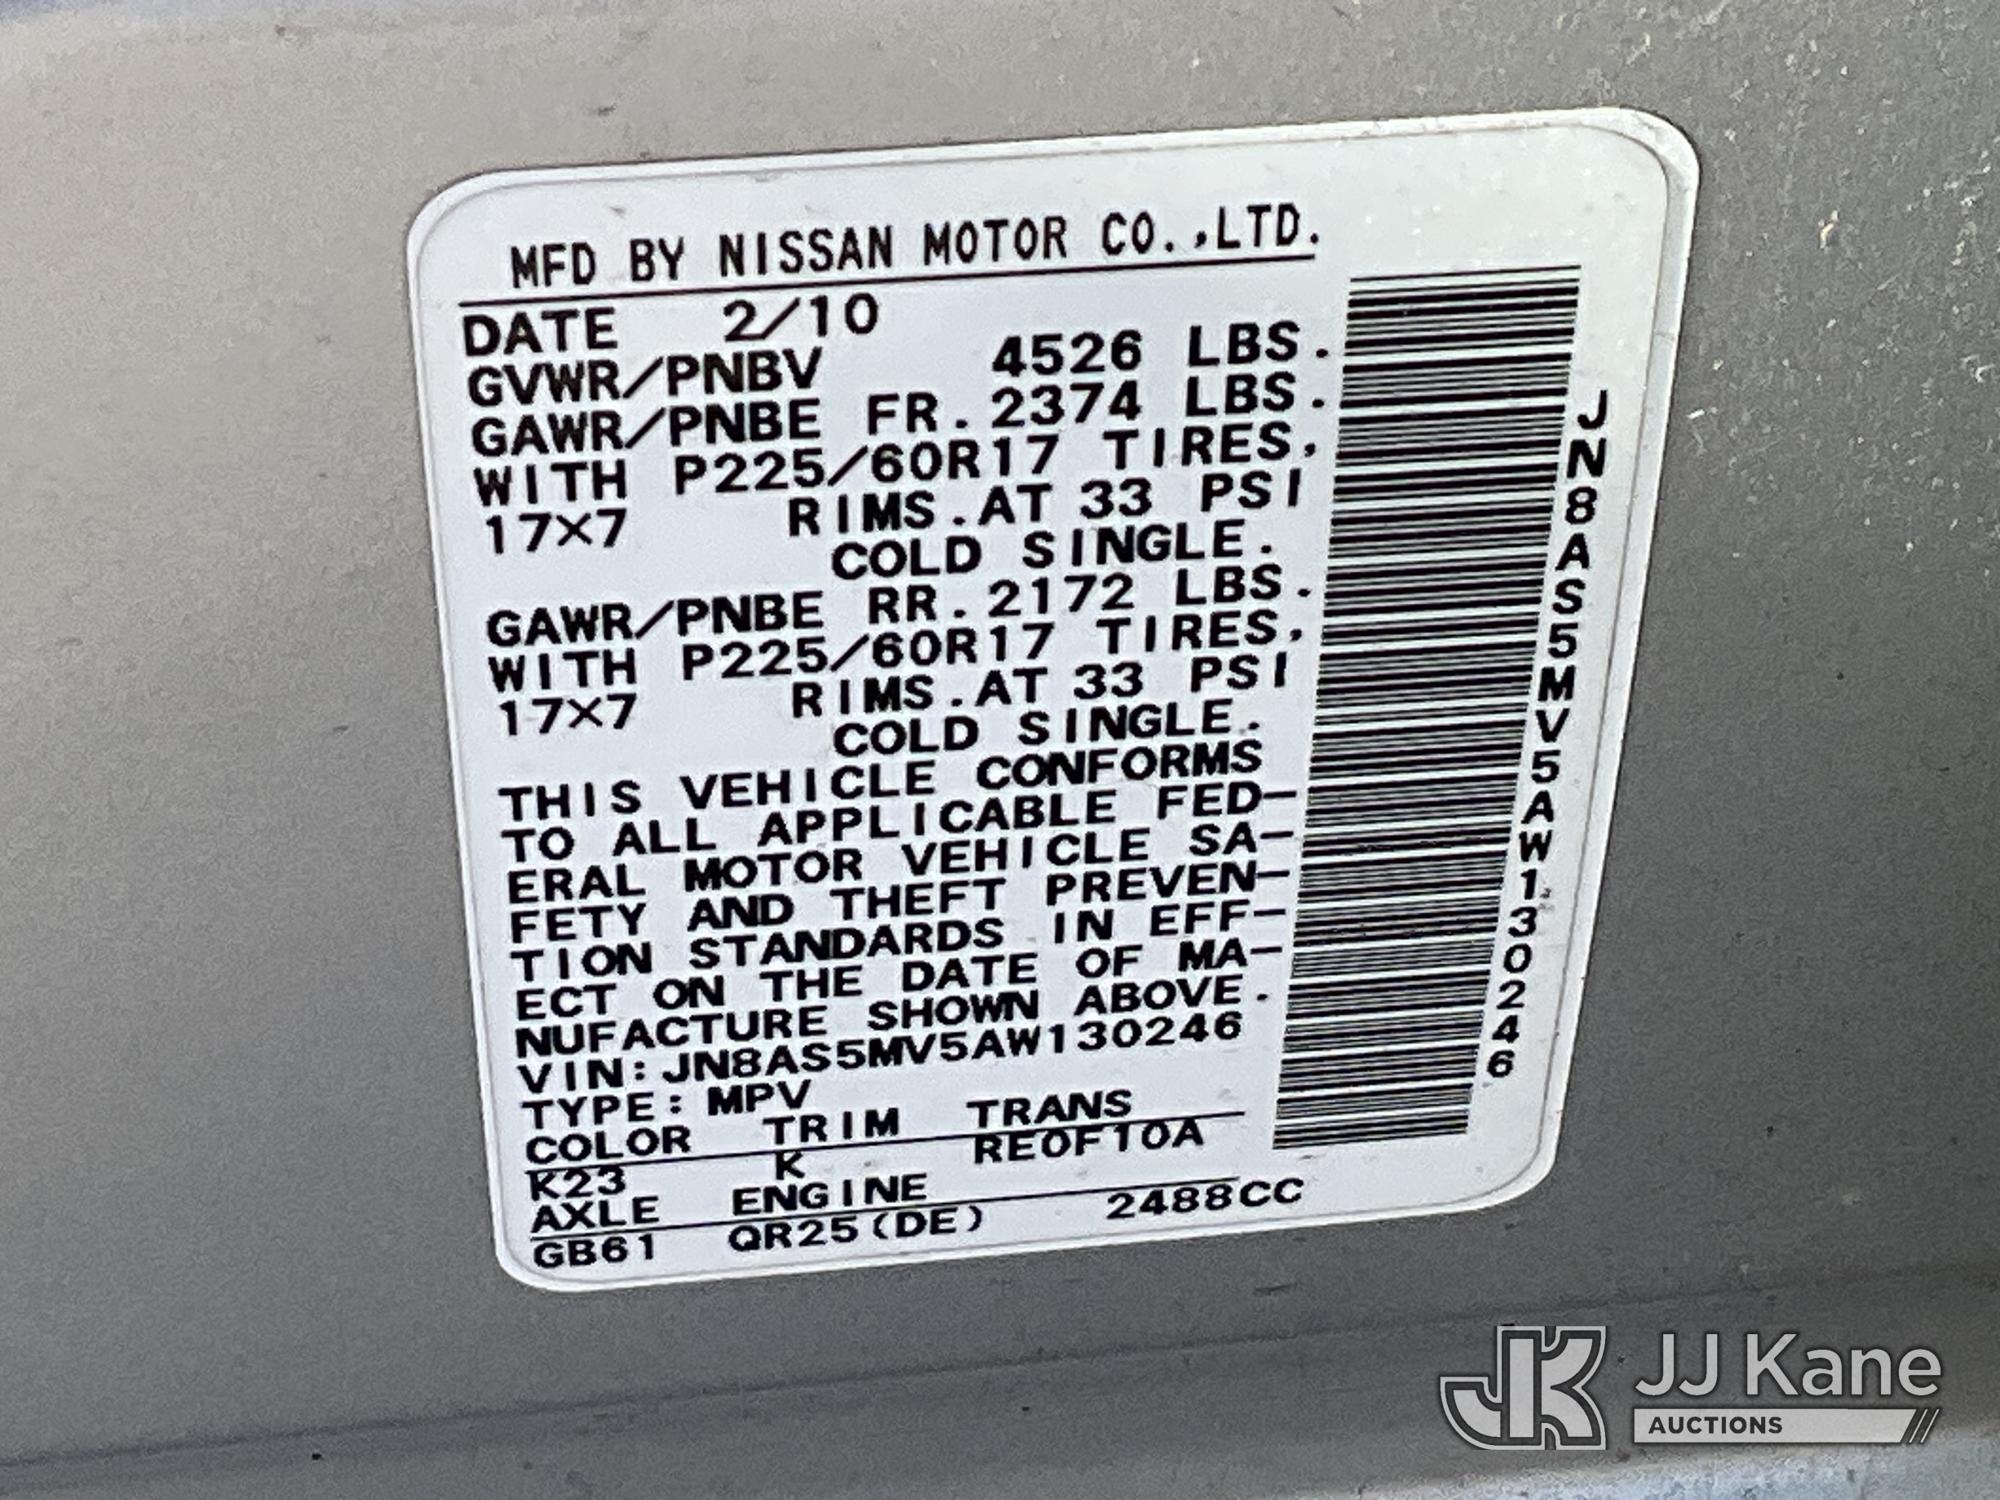 MFD BY NISSAN MOTOR CO.,LTD.
DATE 2/10
GVWR/PNBV 4526 LBS.
GAWR/PNBE FR. 2374 LBS.
WITH P225/60R17 TIRES,
17×7 RIMS.AT 33 PSI
COLD SINGLE.
GAWR/PNBE RR. 2172 LBS.
WITH P225/60R17 TIRES,
17×7 RIMS.AT 33 PSI
COLD SINGLE.
THIS VEHICLE CONFORMS
TO ALL APPLICABLE FED-
ERAL MOTOR VEHICLE SA-
FETY AND THEFT PREVEN-
TION STANDARDS IN EFF-
ECT ON THE DATE OF MA-
NUFACTURE SHOWN ABOVE.
VIN: JN8AS5MV5AW130246
TYPE: MPV
COLOR TRIM TRANS
K23 K RE0F10A
AXLE ENGINE
GB61 QR25(DE) 2488CC
JN8AS5MV5AW130246
JK JJ Kane
AUCTIONS